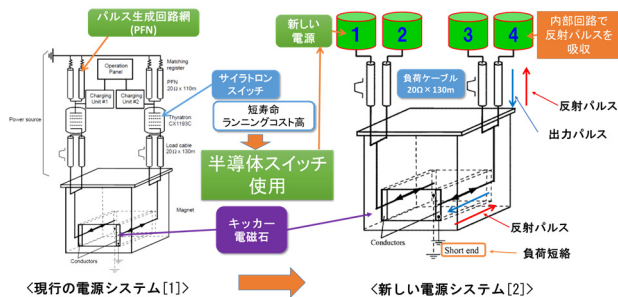 パルス生成回路網
(PFN)
Matching
register
Operation
Panel
PFN
20Ω x 110m
Charging
Unit #1
Charging
Unit #2
Power source
Thyratron
CX1193C
Load cable
20Ω x 130m
Magnet
Conductors
<現行の電源システム[1]>
サイラトロン
スイッチ
短寿命
ランニングコスト高
半導体スイッチ
使用
キッカー
電磁石
新しい
電源
1
2
3
4
内部回路で
反射パルスを
吸収
負荷ケーブル
20Ω×130m
反射パルス
出力パルス
反射パルス
Conductors
Short end
負荷短絡
<新しい電源システム[2]>